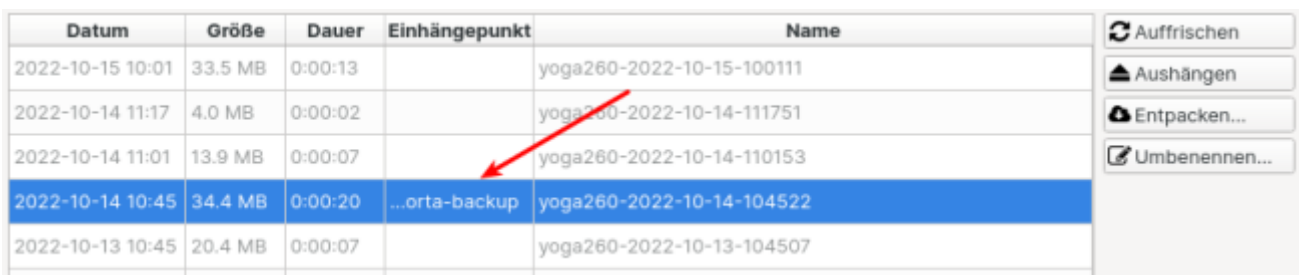 Datum Größe Dauer Einhängepunkt Name
2022-10-15 10:01 33.5 MB 0:00:13 yoga260-2022-10-15-100111
2022-10-14 11:17 4.0 MB 0:00:02 yoga260-2022-10-14-111751
2022-10-14 11:01 13.9 MB 0:00:07 yoga260-2022-10-14-110153
2022-10-14 10:45 34.4 MB 0:00:20 ...orta-backup yoga260-2022-10-14-104522
2022-10-13 10:45 20.4 MB 0:00:07 yoga260-2022-10-13-104507
Auffrischen
Aushängen
Entpacken...
Umbenennen...